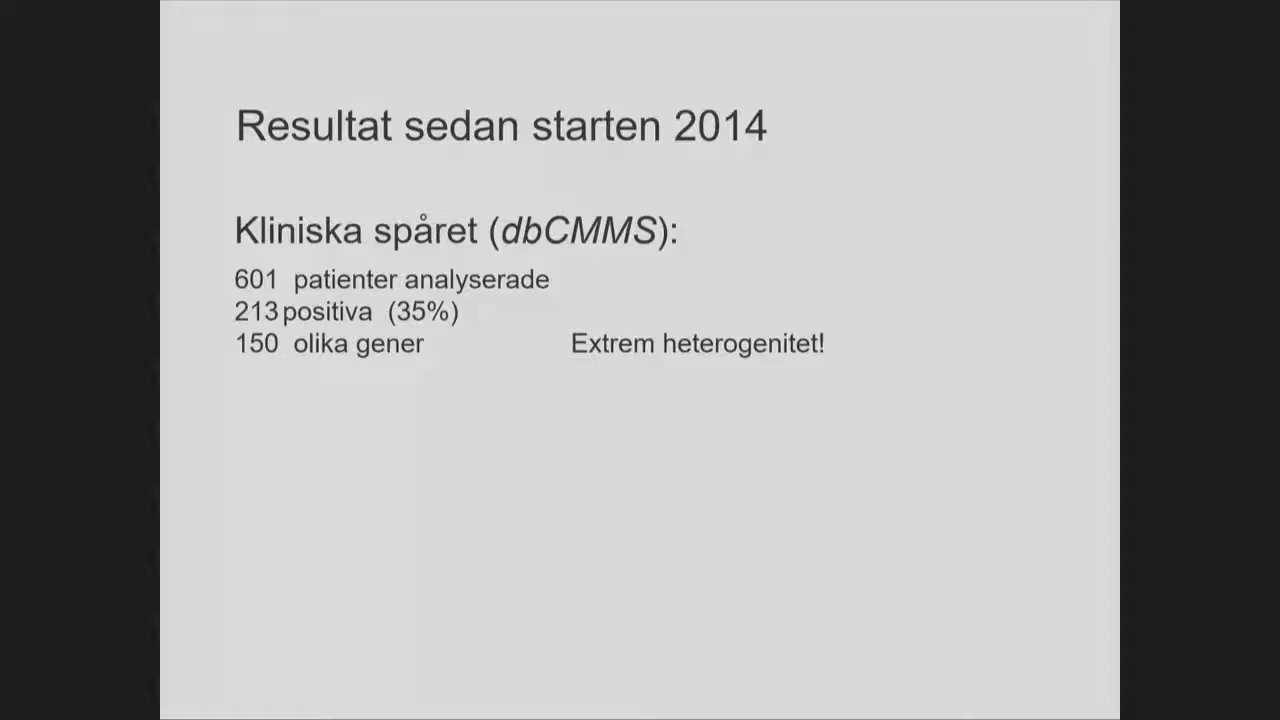 Resultat sedan starten 2014
Kliniska spåret (dbCMMS):
601 patienter analyserade
213 positiva (35%)
150 olika gener Extrem heterogenitet!